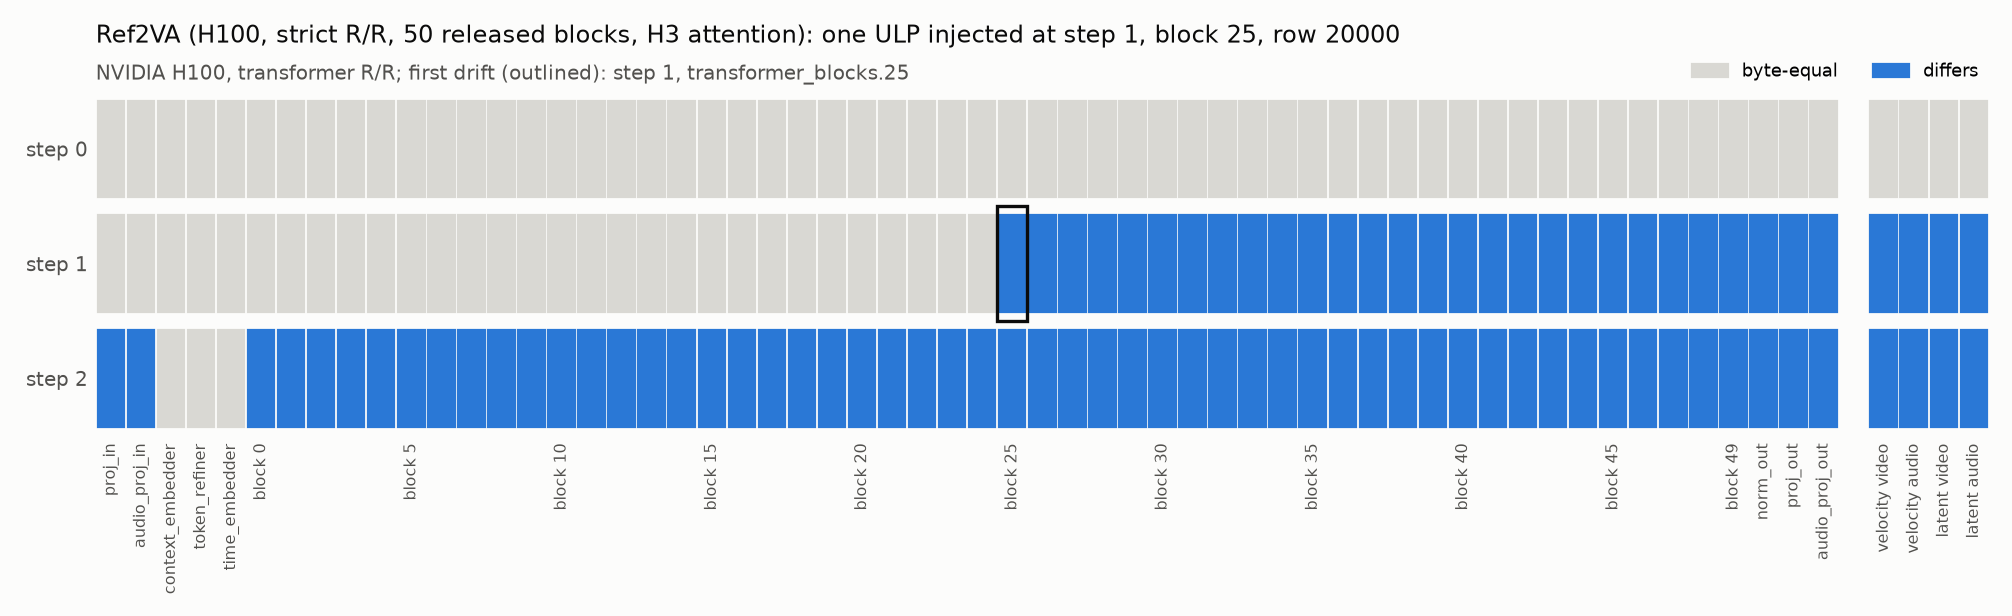 Ref2VA (H100, strict R/R, 50 released blocks, H3 attention): one ULP injected at step 1, block 25, row 20000
NVIDIA H100, transformer R/R; first drift (outlined): step 1, transformer_blocks.25
byte-equal
differs
step 0
step 1
step 2
proj_in
audio_proj_in
context_embedder
token_refiner
time_embedder
block 0
block 5
block 10
block 15
block 20
block 25
block 30
block 35
block 40
block 45
block 49
norm_out
proj_out
audio_proj_out
velocity video
velocity audio
latent video
latent audio